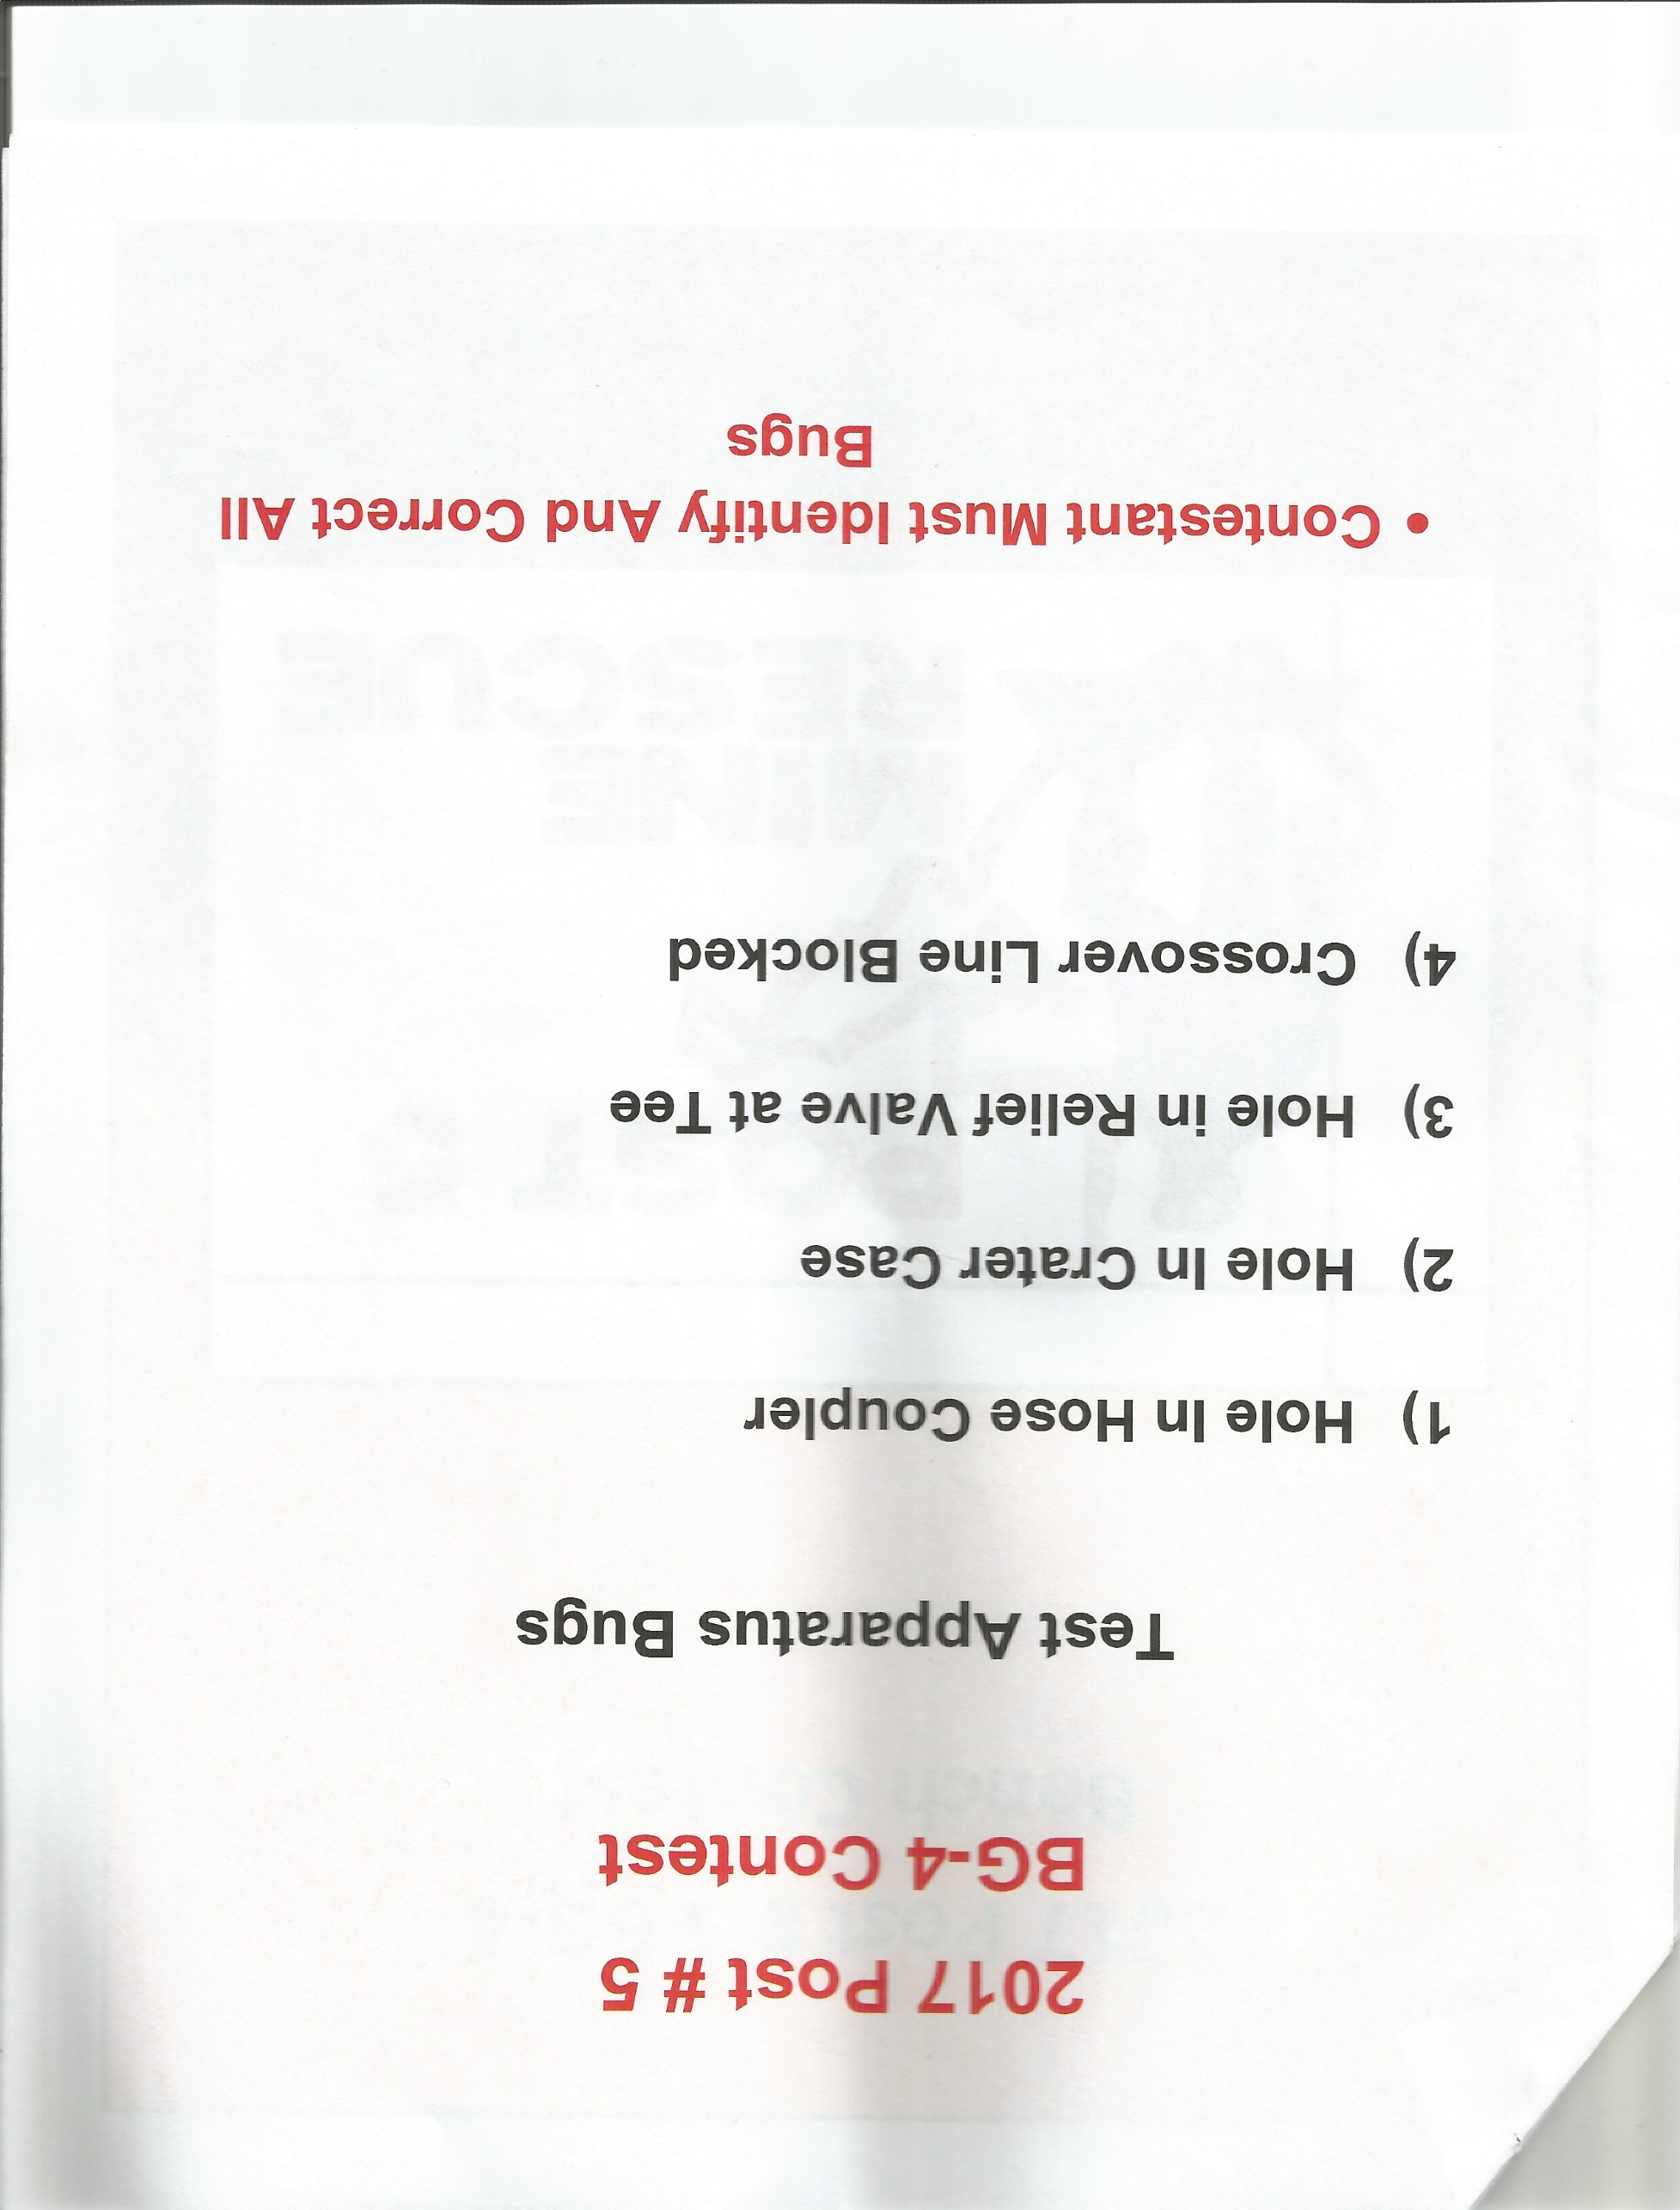 2017 Post # 5
BG-4 Contest
Test Apparatus Bugs
1) Hole In Hose Coupler
2) Hole In Crater Case
3) Hole in Relief Valve at Tee
4) Crossover Line Blocked
• Contestant Must Identify And Correct All
Bugs